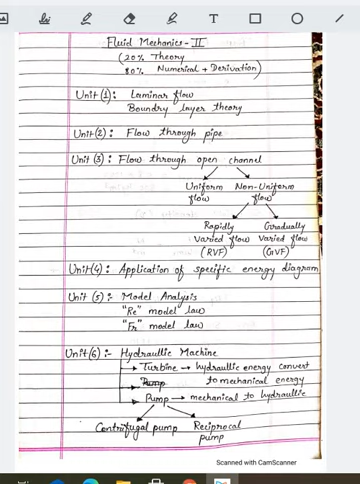 Fluid Mechanics-II
(20% Theory
80% Numerical + Derivation)
Unit(1): Laminar flow
Boundry layer theory
Unit(2): Flow through pipe
Unit(3): Flow through open channel
Uniform flow
Non-Uniform flow
Rapidly Varied flow (RVF)
Gradually Varied flow (GVF)
Unit(4): Application of specific energy diagram
Unit(5):- Model Analysis
"Re" model law
"Fr" model law
Unit(6):- Hydraullic Machine
Turbine → hydraullic energy convert
to mechanical energy
Pump
Pump → mechanical to hydraullic
Centrifugal pump
Reciprocal pump
Scanned with CamScanner
T